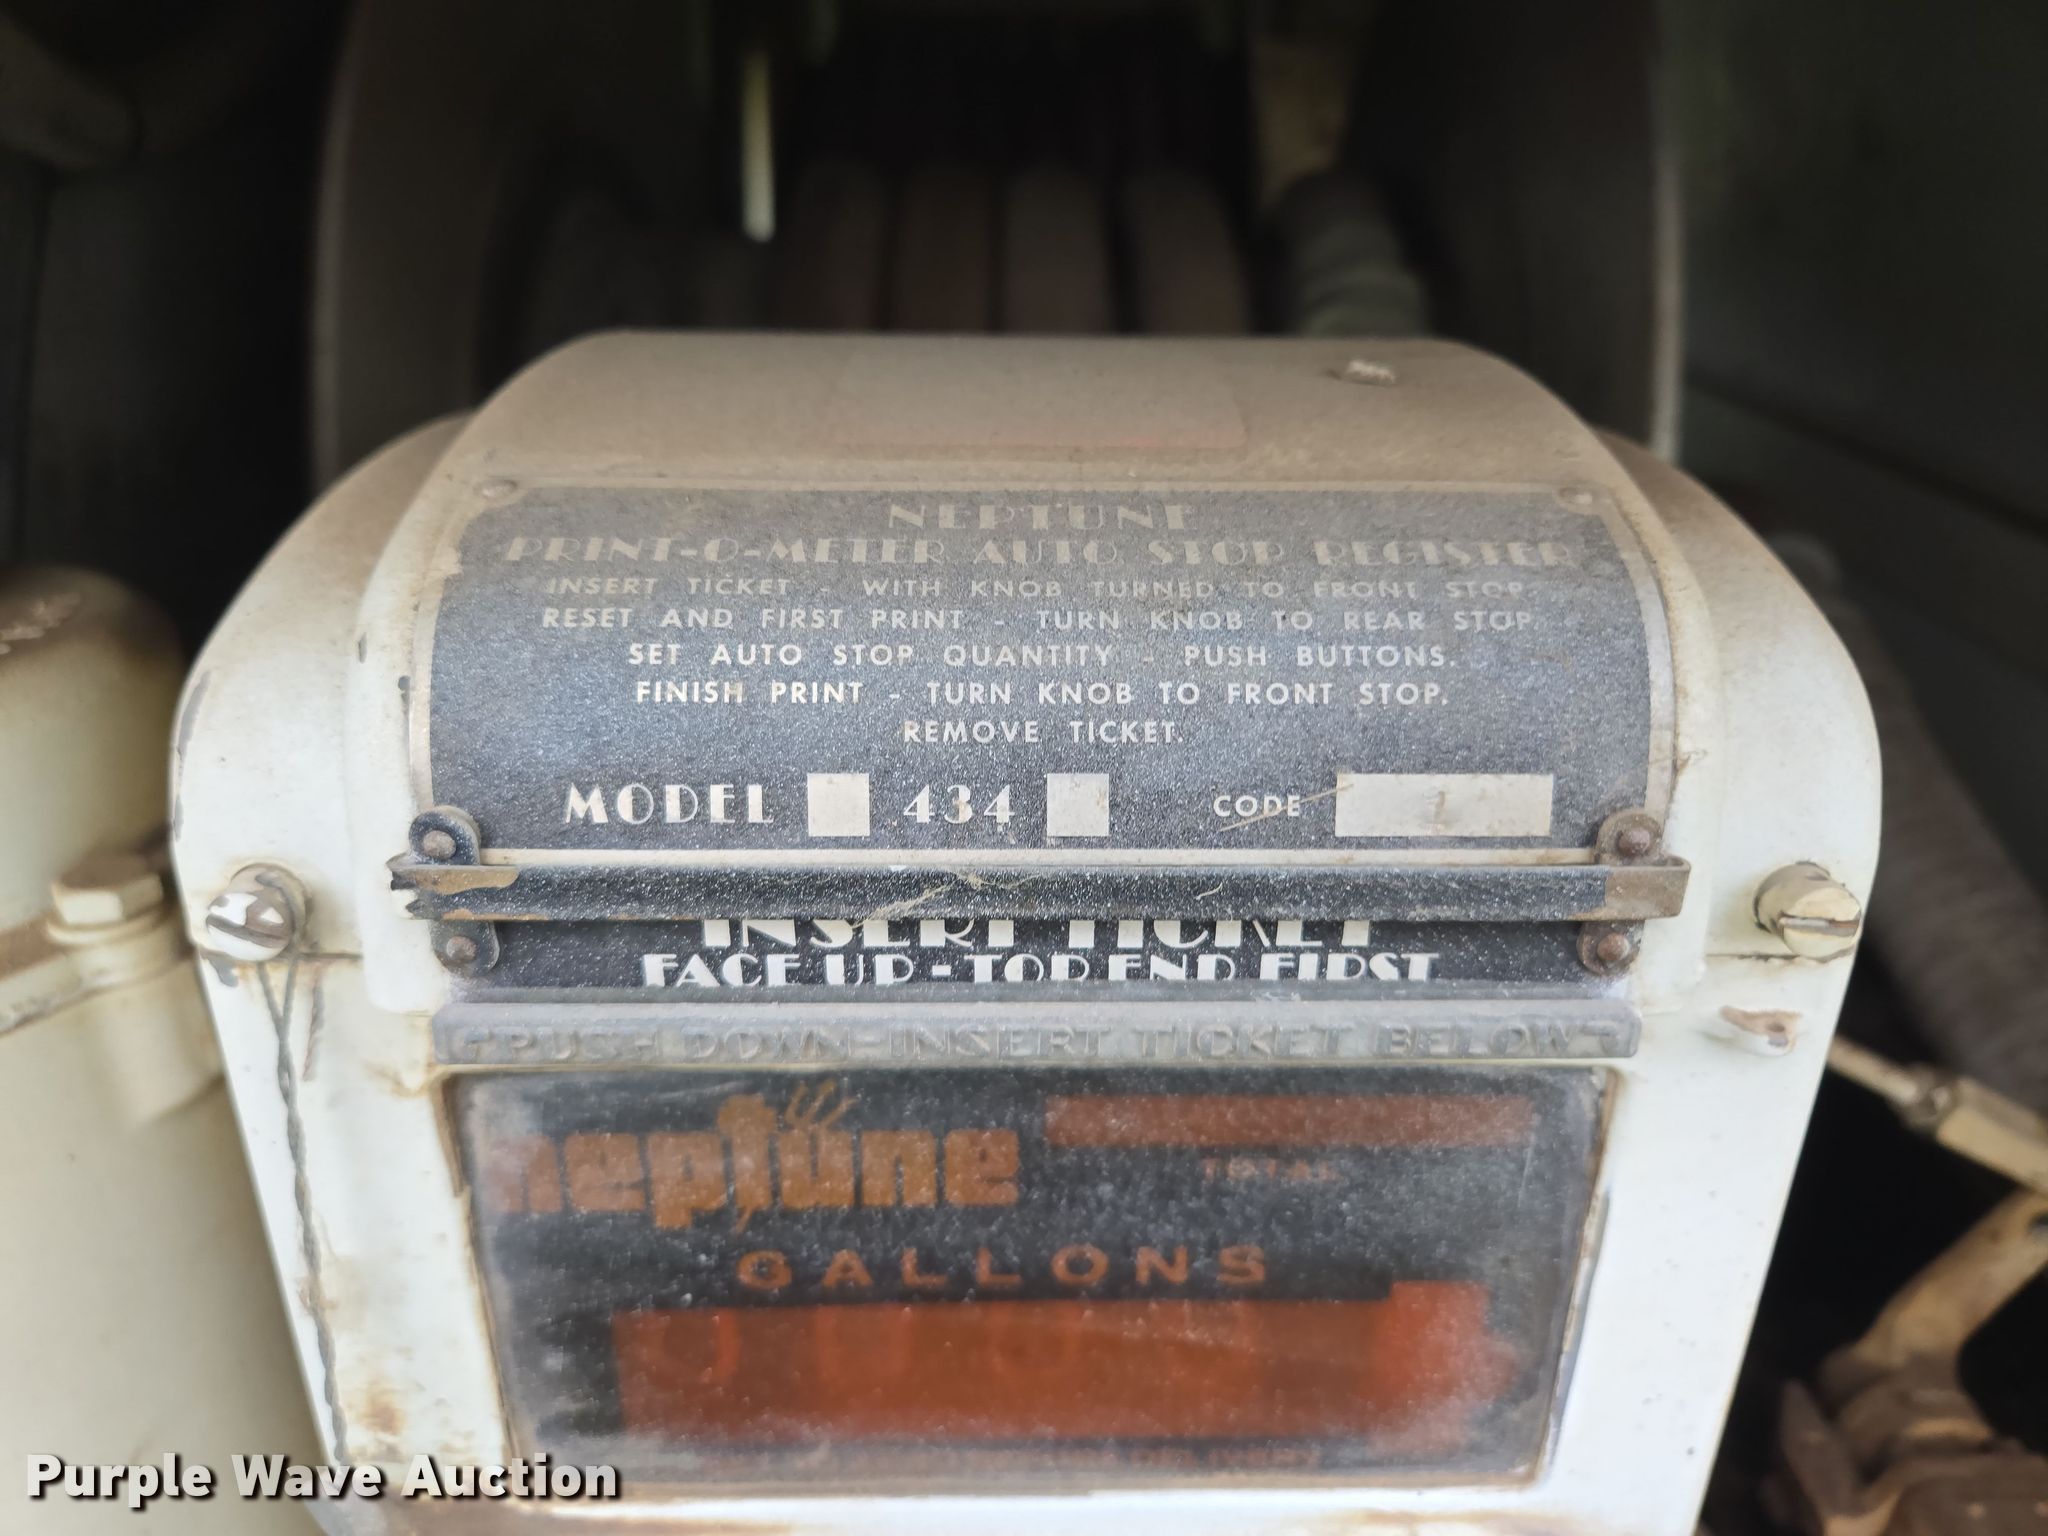 NEPTUNE
PRINT-O-METER AUTO STOP REGISTER
INSERT TICKET - WITH KNOB TURNED TO FRONT STOP.
RESET AND FIRST PRINT - TURN KNOB TO REAR STOP.
SET AUTO STOP QUANTITY - PUSH BUTTONS.
FINISH PRINT - TURN KNOB TO FRONT STOP.
REMOVE TICKET.
MODEL 434 CODE 1
INSERT TICKET
FACE UP - TOP END FIRST
PUSH DOWN-INSERT TICKET BELOW
neptune
TOTAL
GALLONS
DELIVERY
Purple Wave Auction